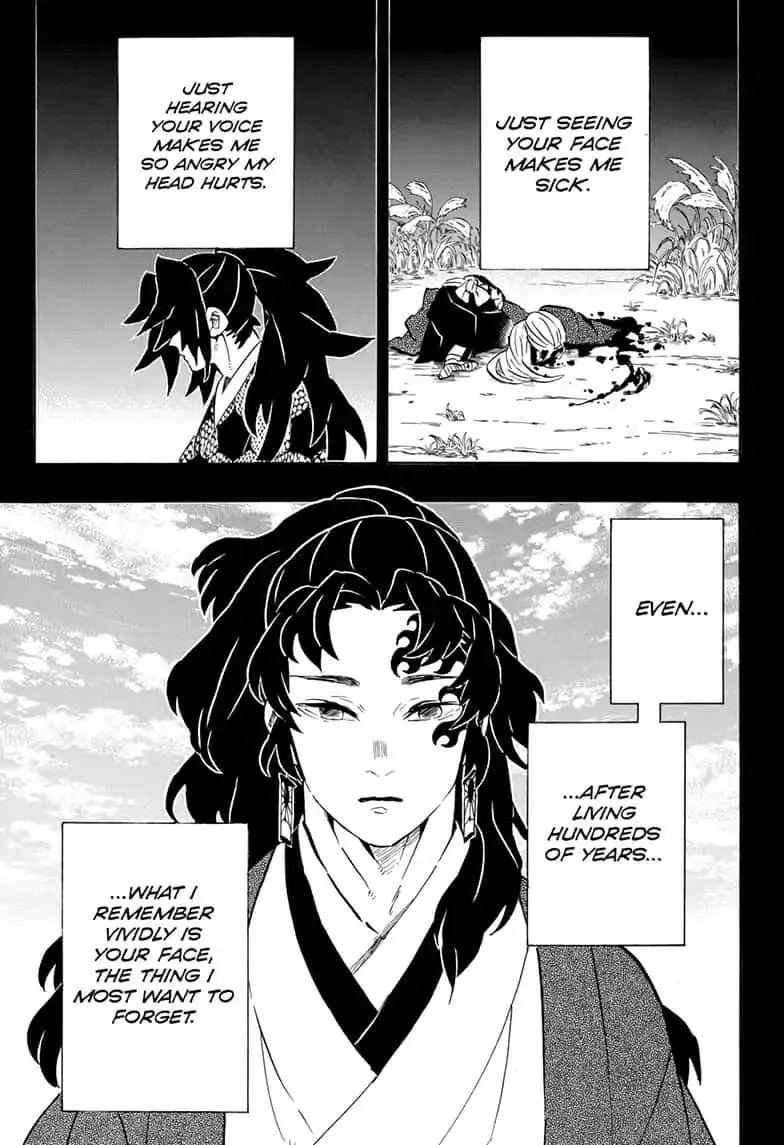 JUST SEEING
YOUR FACE
MAKES ME
SICK.
JUST
HEARING
YOUR VOICE
MAKES ME
SO ANGRY MY
HEAD HURTS.
EVEN...
...AFTER
LIVING
HUNDREDS
OF YEARS...
...WHAT I
REMEMBER
VIVIDLY IS
YOUR FACE,
THE THING I
MOST WANT TO
FORGET.